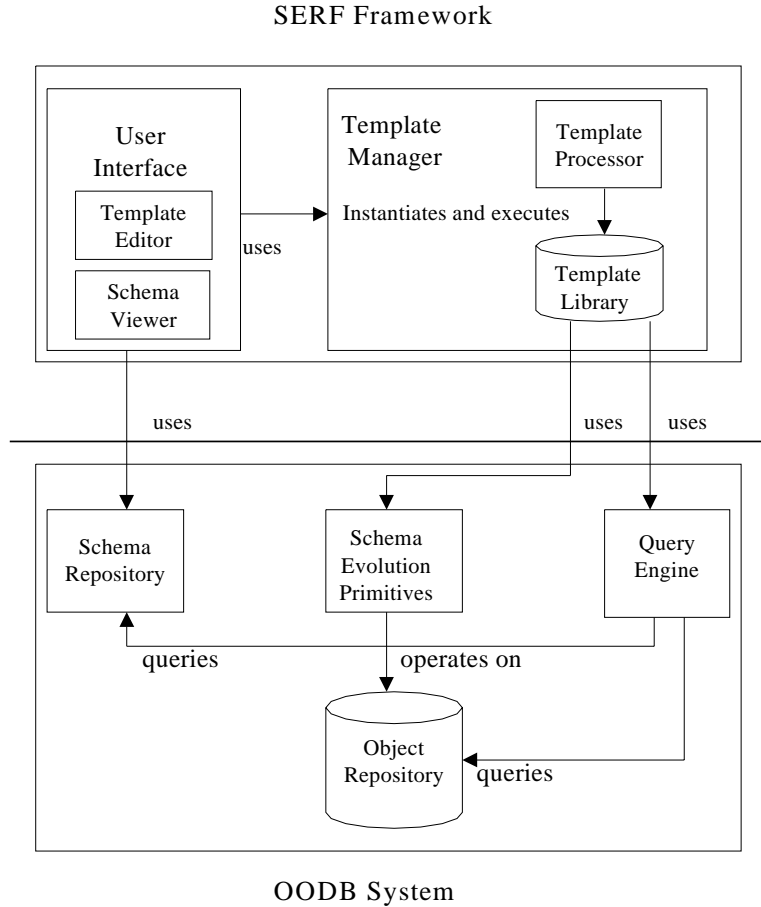 SERF Framework
User
Interface
Template
Editor
Schema
Viewer
uses
Template
Manager
Template
Processor
Instantiates and executes
Template
Library
uses
uses
uses
Schema
Repository
Schema
Evolution
Primitives
Query
Engine
queries
operates on
Object
Repository
queries
OODB System